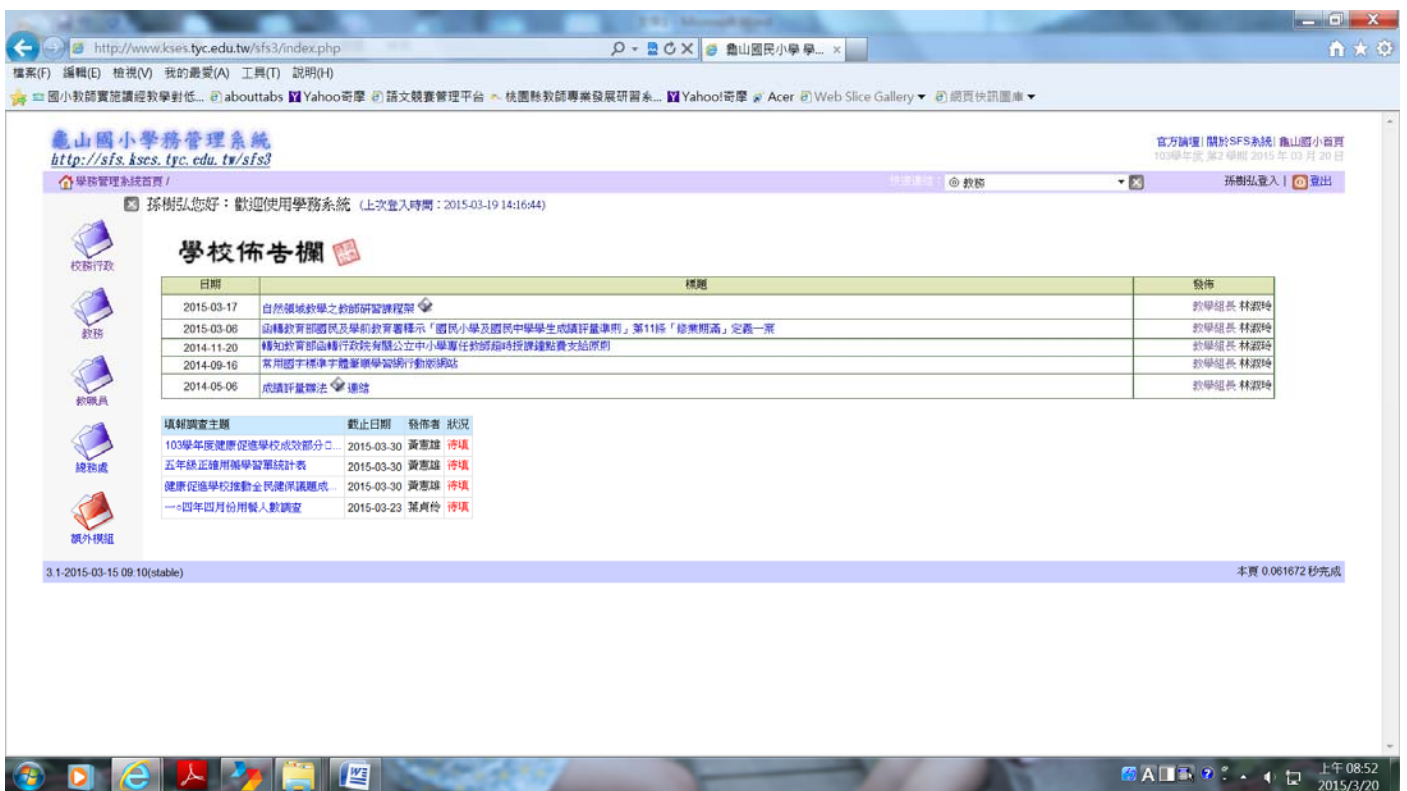 http://www.kses.tyc.edu.tw/sfs3/index.php
龜山國民小學 學... ×
檔案(F) 編輯(E) 檢視(V) 我的最愛(A) 工具(T) 說明(H)
國小教師實施讀經教學對低... abouttabs Yahoo奇摩 語文競賽管理平台 桃園縣教師專業發展研習系... Yahoo!奇摩 Acer Web Slice Gallery 網頁快訊圖庫
龜山國小學務管理系統
http://sfs.kses.tyc.edu.tw/sfs3
官方論壇| 關於SFS系統| 龜山國小首頁
103學年度 第2學期 2015 年 03 月 20 日
學務管理系統首頁 /
快速連結： ◎ 教務
孫樹弘登入 | 登出
孫樹弘您好：歡迎使用學務系統 (上次登入時間：2015-03-19 14:16:44)
學校佈告欄
校務行政
教務
教職員
總務處
額外模組
日期 標題 發佈
2015-03-17 自然領域教學之教師研習課程架 教學組長 林淑玲
2015-03-06 函轉教育部國民及學前教育署釋示「國民小學及國民中學學生成績評量準則」第11條「修業期滿」定義一案 教學組長 林淑玲
2014-11-20 轉知教育部函轉行政院有關公立中小學專任教師超時授課鐘點費支給原則 教學組長 林淑玲
2014-09-16 常用國字標準字體筆順學習網行動版網站 教學組長 林淑玲
2014-05-06 成績評量辦法 連結 教學組長 林淑玲
填報調查主題 截止日期 發佈者 狀況
103學年度健康促進學校成效部分□... 2015-03-30 黃憲雄 待填
五年級正確用藥學習單統計表 2015-03-30 黃憲雄 待填
健康促進學校推動全民健保議題成... 2015-03-30 黃憲雄 待填
一○四年四月份用餐人數調查 2015-03-23 葉貞伶 待填
3.1-2015-03-15 09:10(stable)
本頁 0.061672 秒完成
上午 08:52
2015/3/20